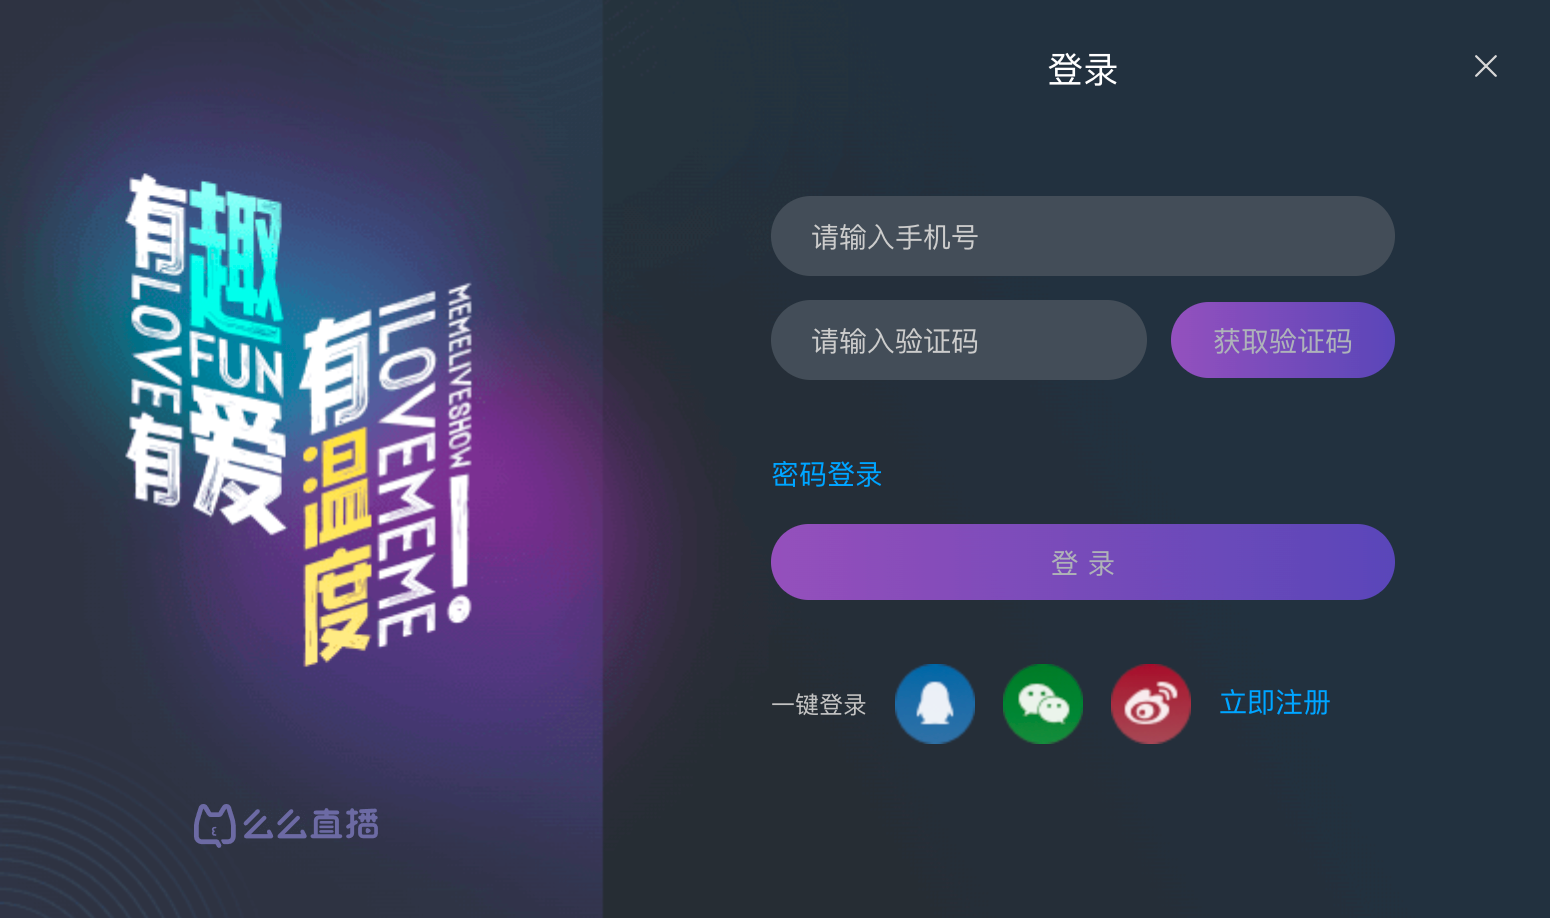 有趣
ILOVE
FUN
有爱
有温度
ILOVEMEME
MEMELIVESHOW
!
么么直播
登录
请输入手机号
请输入验证码
获取验证码
密码登录
登 录
一键登录
立即注册